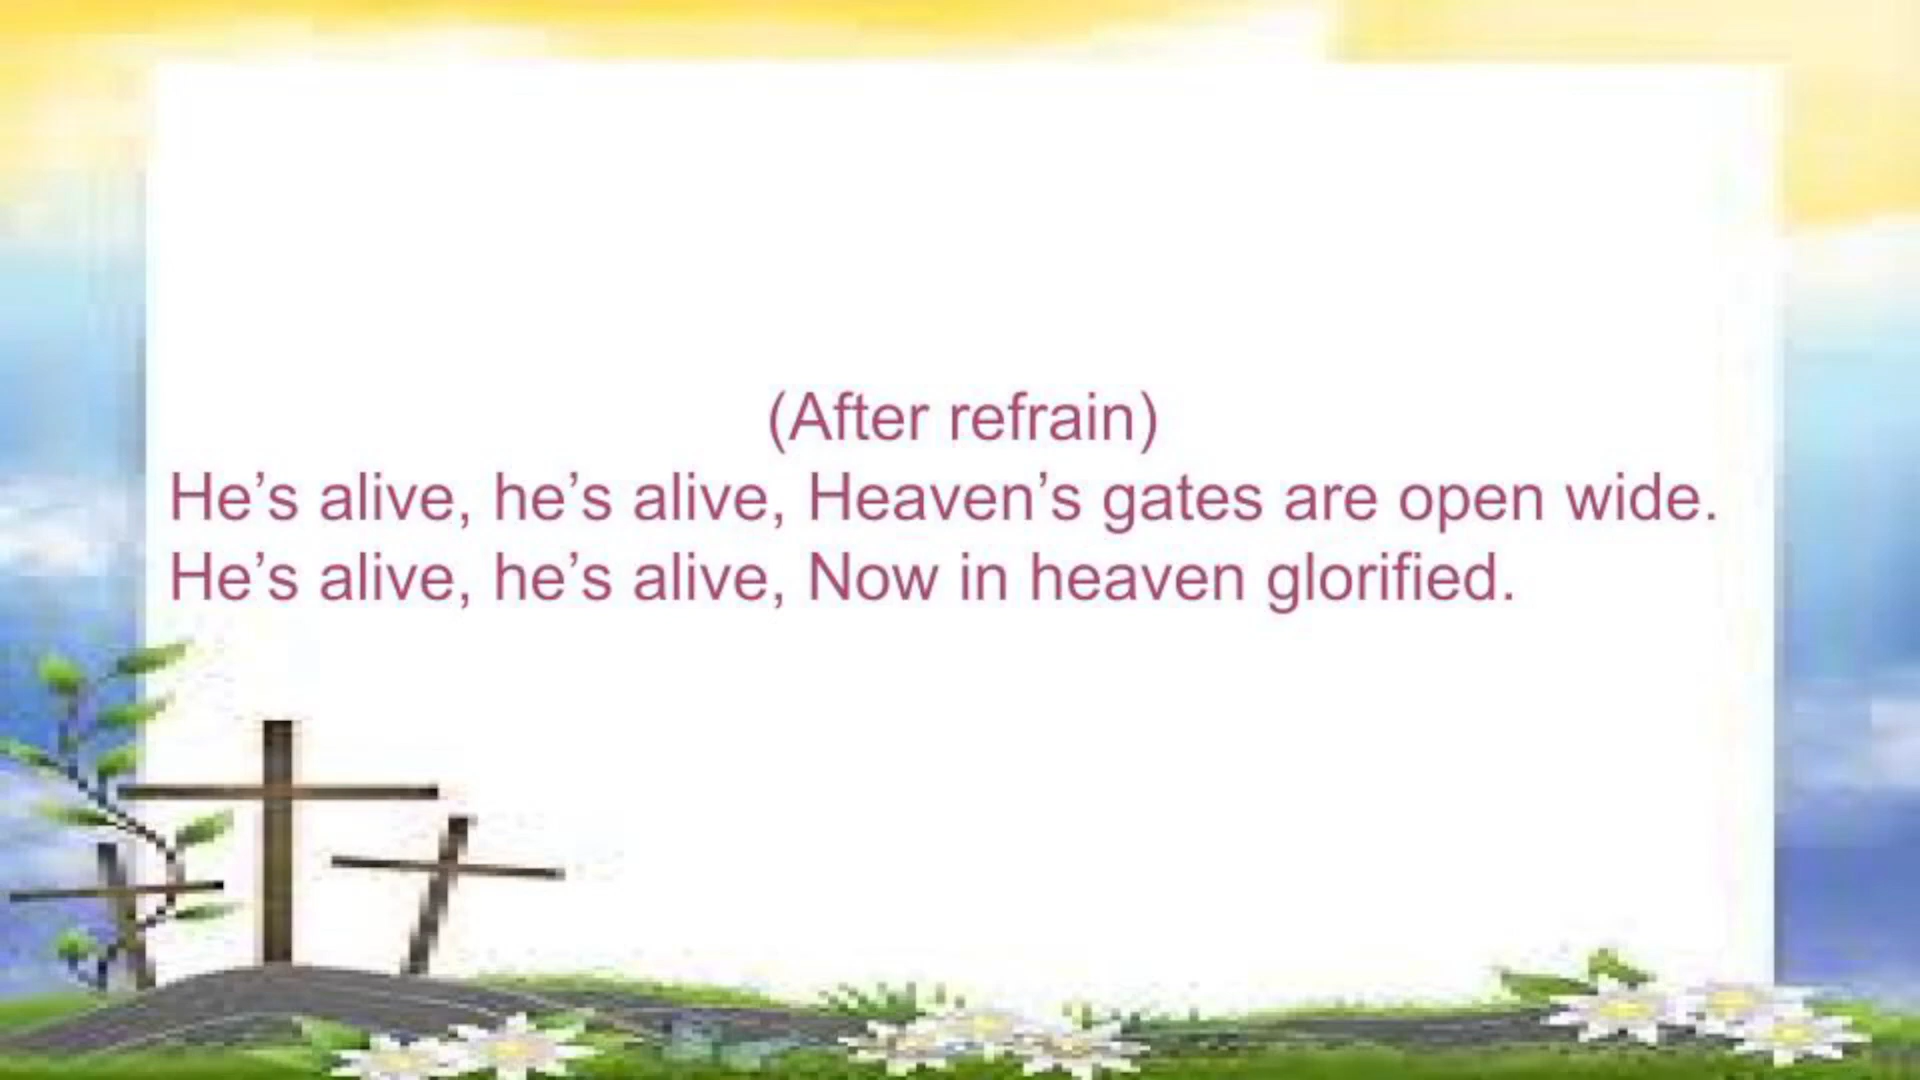 (After refrain)
He’s alive, he’s alive, Heaven’s gates are open wide.
He’s alive, he’s alive, Now in heaven glorified.